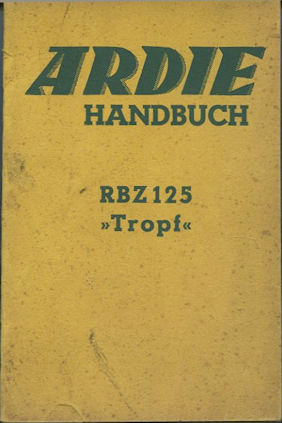 ARDIE
HANDBUCH
RBZ 125
»Tropf«